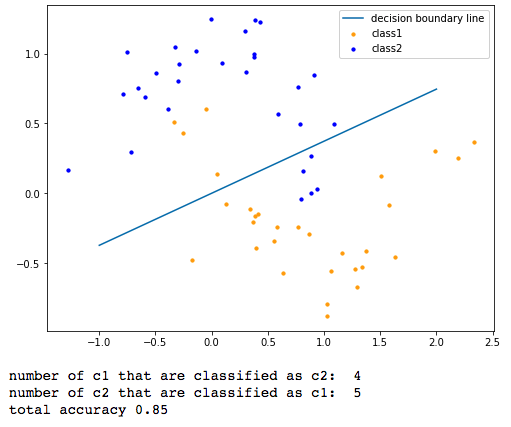 decision boundary line
class1
class2
1.0
0.5
0.0
−0.5
−1.0 −0.5 0.0 0.5 1.0 1.5 2.0 2.5
number of c1 that are classified as c2: 4
number of c2 that are classified as c1: 5
total accuracy 0.85